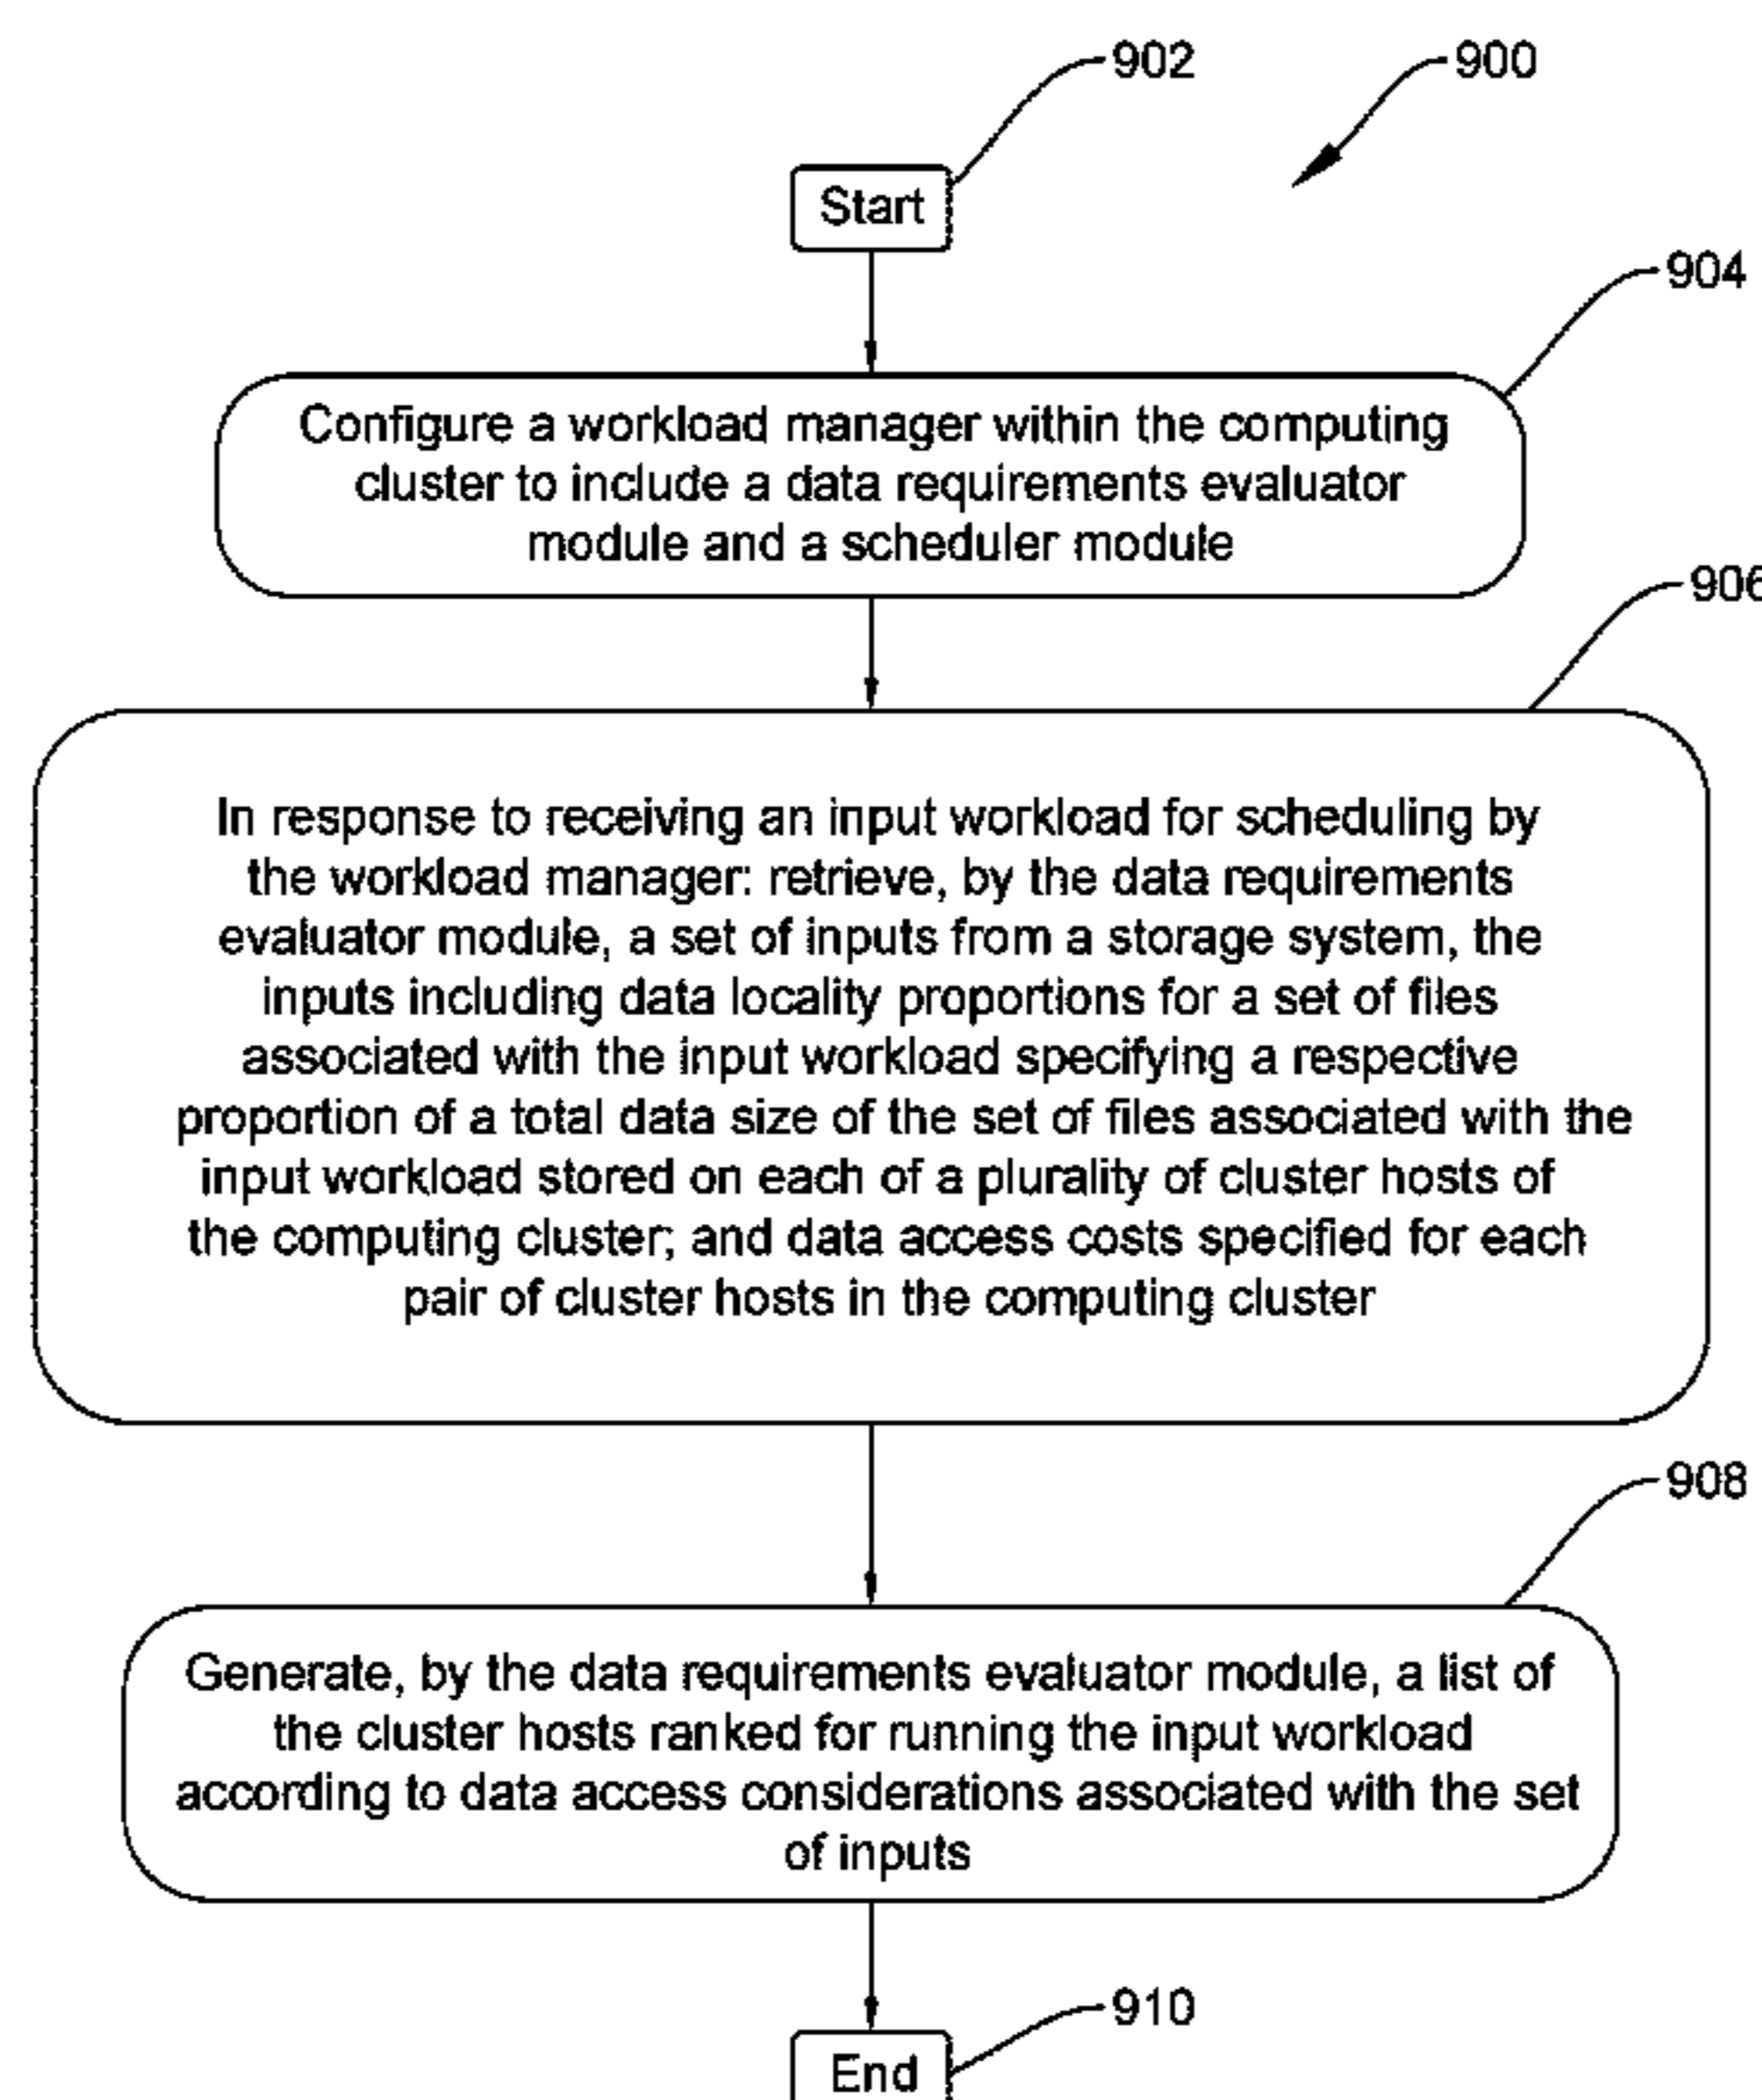 902
900
Start
904
Configure a workload manager within the computing
cluster to include a data requirements evaluator
module and a scheduler module
906
In response to receiving an input workload for scheduling by
the workload manager: retrieve, by the data requirements
evaluator module, a set of inputs from a storage system, the
inputs including data locality proportions for a set of files
associated with the input workload specifying a respective
proportion of a total data size of the set of files associated with the
input workload stored on each of a plurality of cluster hosts of
the computing cluster; and data access costs specified for each
pair of cluster hosts in the computing cluster
908
Generate, by the data requirements evaluator module, a list of
the cluster hosts ranked for running the input workload
according to data access considerations associated with the set
of inputs
910
End